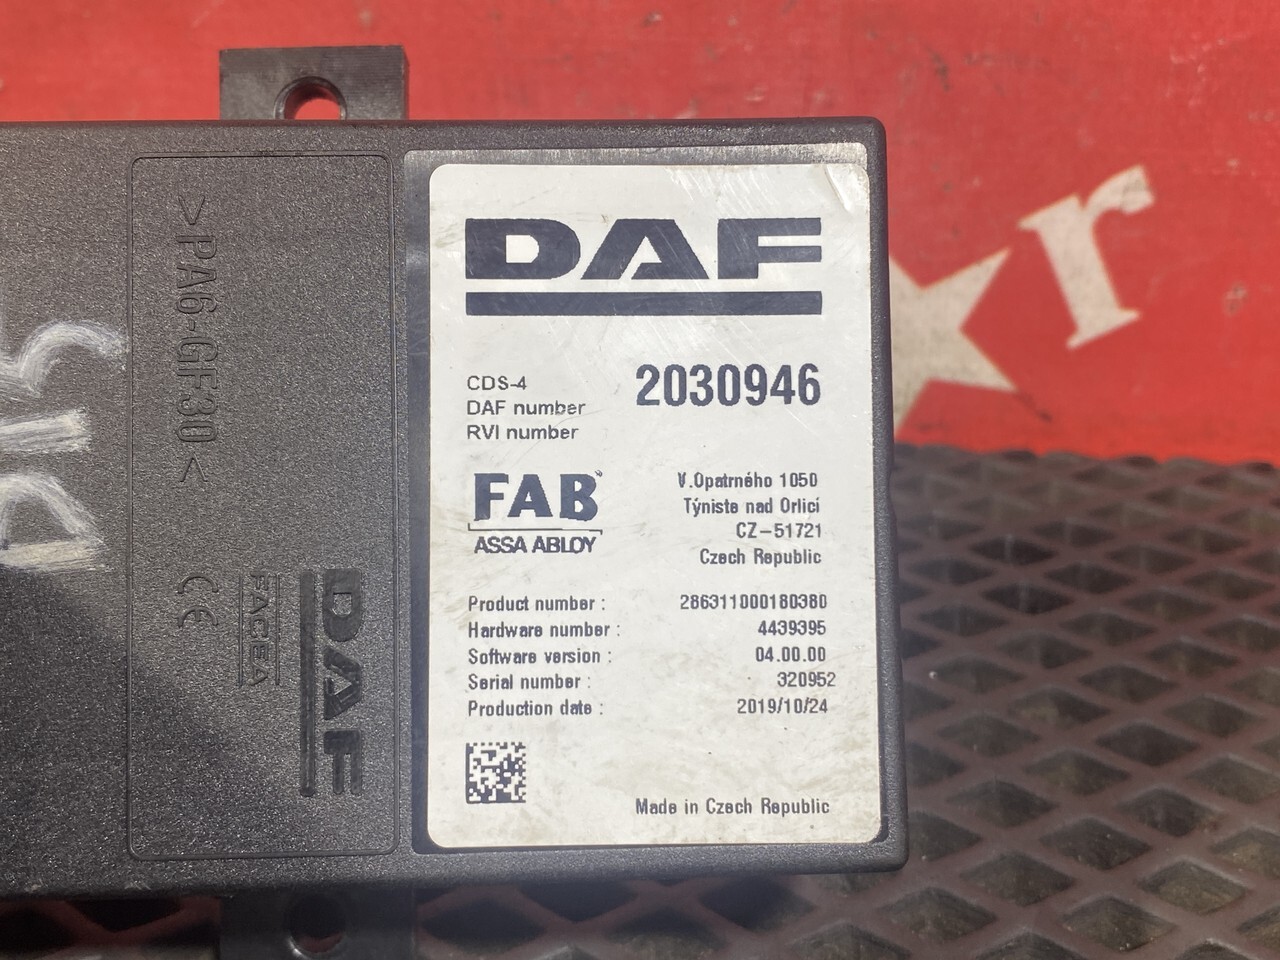 DAF
CDS-4
DAF number 2030946
RVI number
FAB
ASSA ABLOY
V.Opatrného 1050
Týniste nad Orlicí
CZ-51721
Czech Republic
Product number : 286311000180380
Hardware number : 4439395
Software version : 04.00.00
Serial number : 320952
Production date : 2019/10/24
Made in Czech Republic
>PA6-GF30<
CE
FACEA
DAF
r